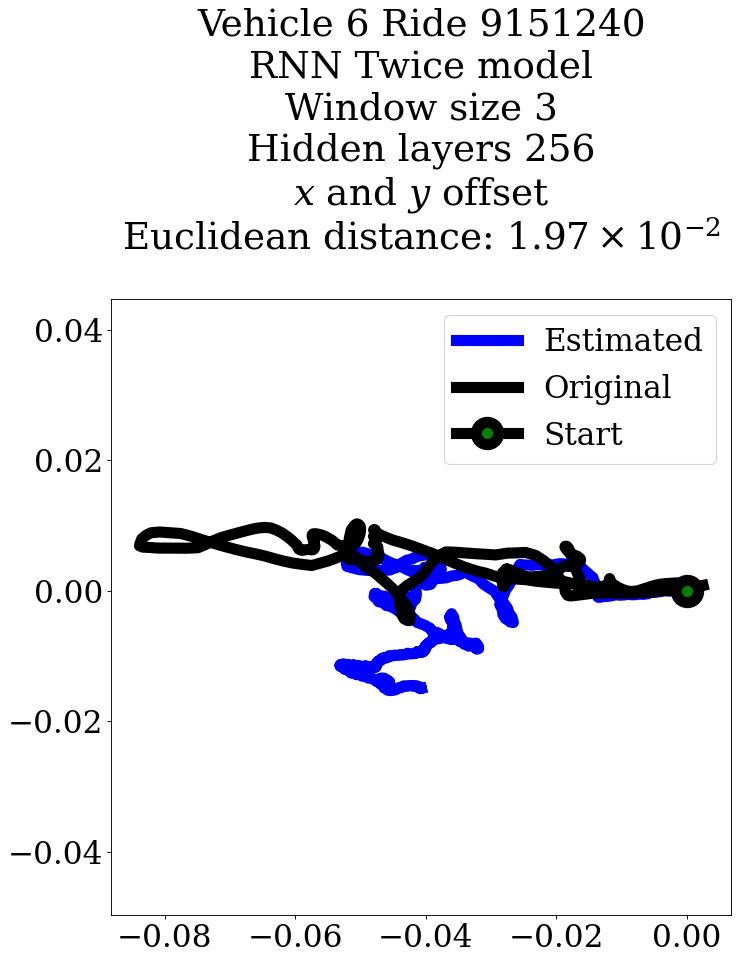 Vehicle 6 Ride 9151240
RNN Twice model
Window size 3
Hidden layers 256
x and y offset
Euclidean distance: 1.97 × 10⁻²
Estimated
Original
Start
0.04
0.02
0.00
−0.02
−0.04
−0.08 −0.06 −0.04 −0.02 0.00